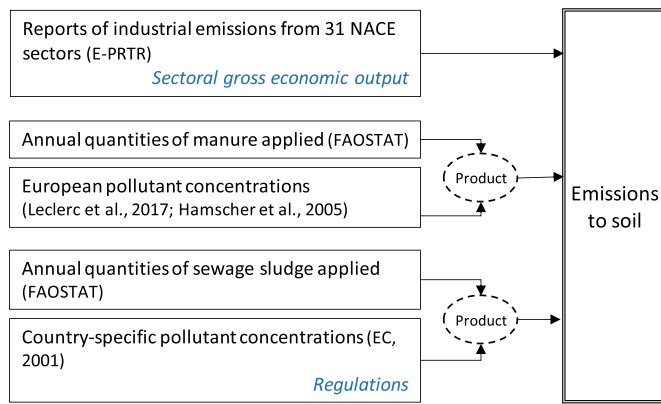 Reports of industrial emissions from 31 NACE
sectors (E-PRTR)
Sectoral gross economic output
Annual quantities of manure applied (FAOSTAT)
European pollutant concentrations
(Leclerc et al., 2017; Hamscher et al., 2005)
Product
Annual quantities of sewage sludge applied
(FAOSTAT)
Country-specific pollutant concentrations (EC,
2001)
Regulations
Product
Emissions
to soil